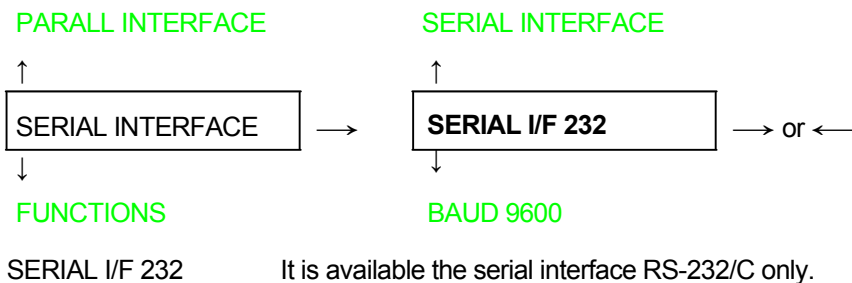 PARALL INTERFACE SERIAL INTERFACE
↑ ↑
SERIAL INTERFACE → SERIAL I/F 232 → or ←
↓ ↓
FUNCTIONS BAUD 9600
SERIAL I/F 232 It is available the serial interface RS-232/C only.